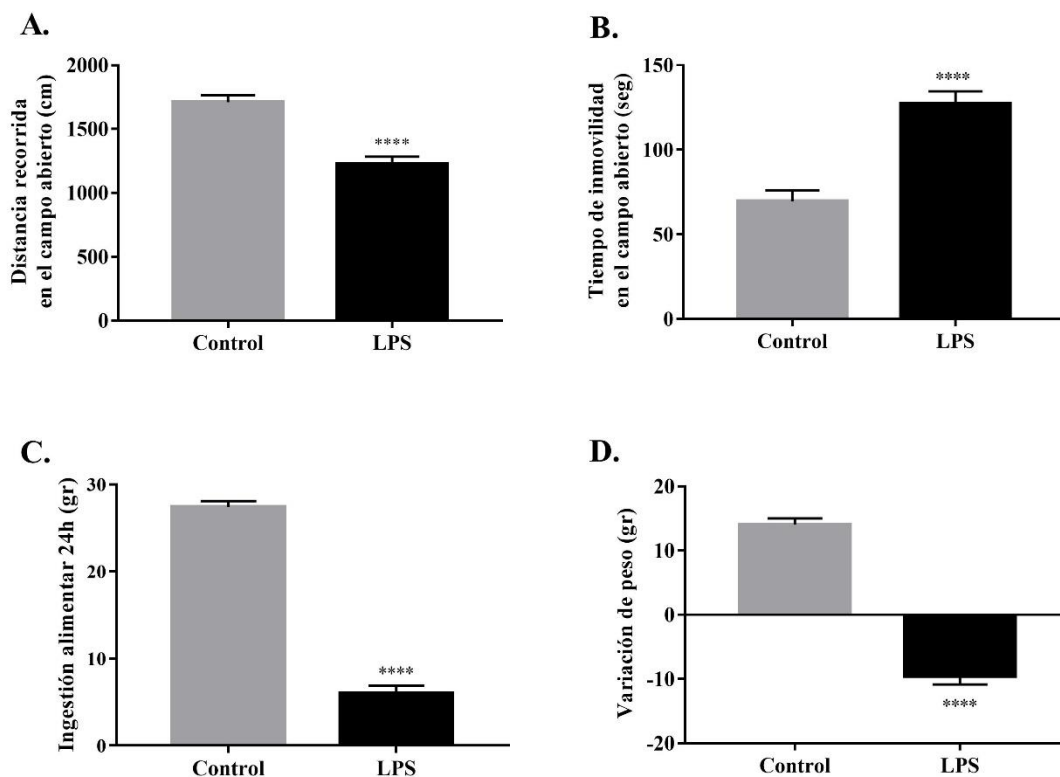 A.
Distancia recorrida
en el campo abierto (cm)
2000
1500
1000
500
0
****
Control
LPS
B.
Tiempo de inmovilidad
en el campo abierto (seg)
150
100
50
0
****
Control
LPS
C.
Ingestión alimentar 24h (gr)
30
20
10
0
****
Control
LPS
D.
Variación de peso (gr)
20
10
0
-10
-20
****
Control
LPS